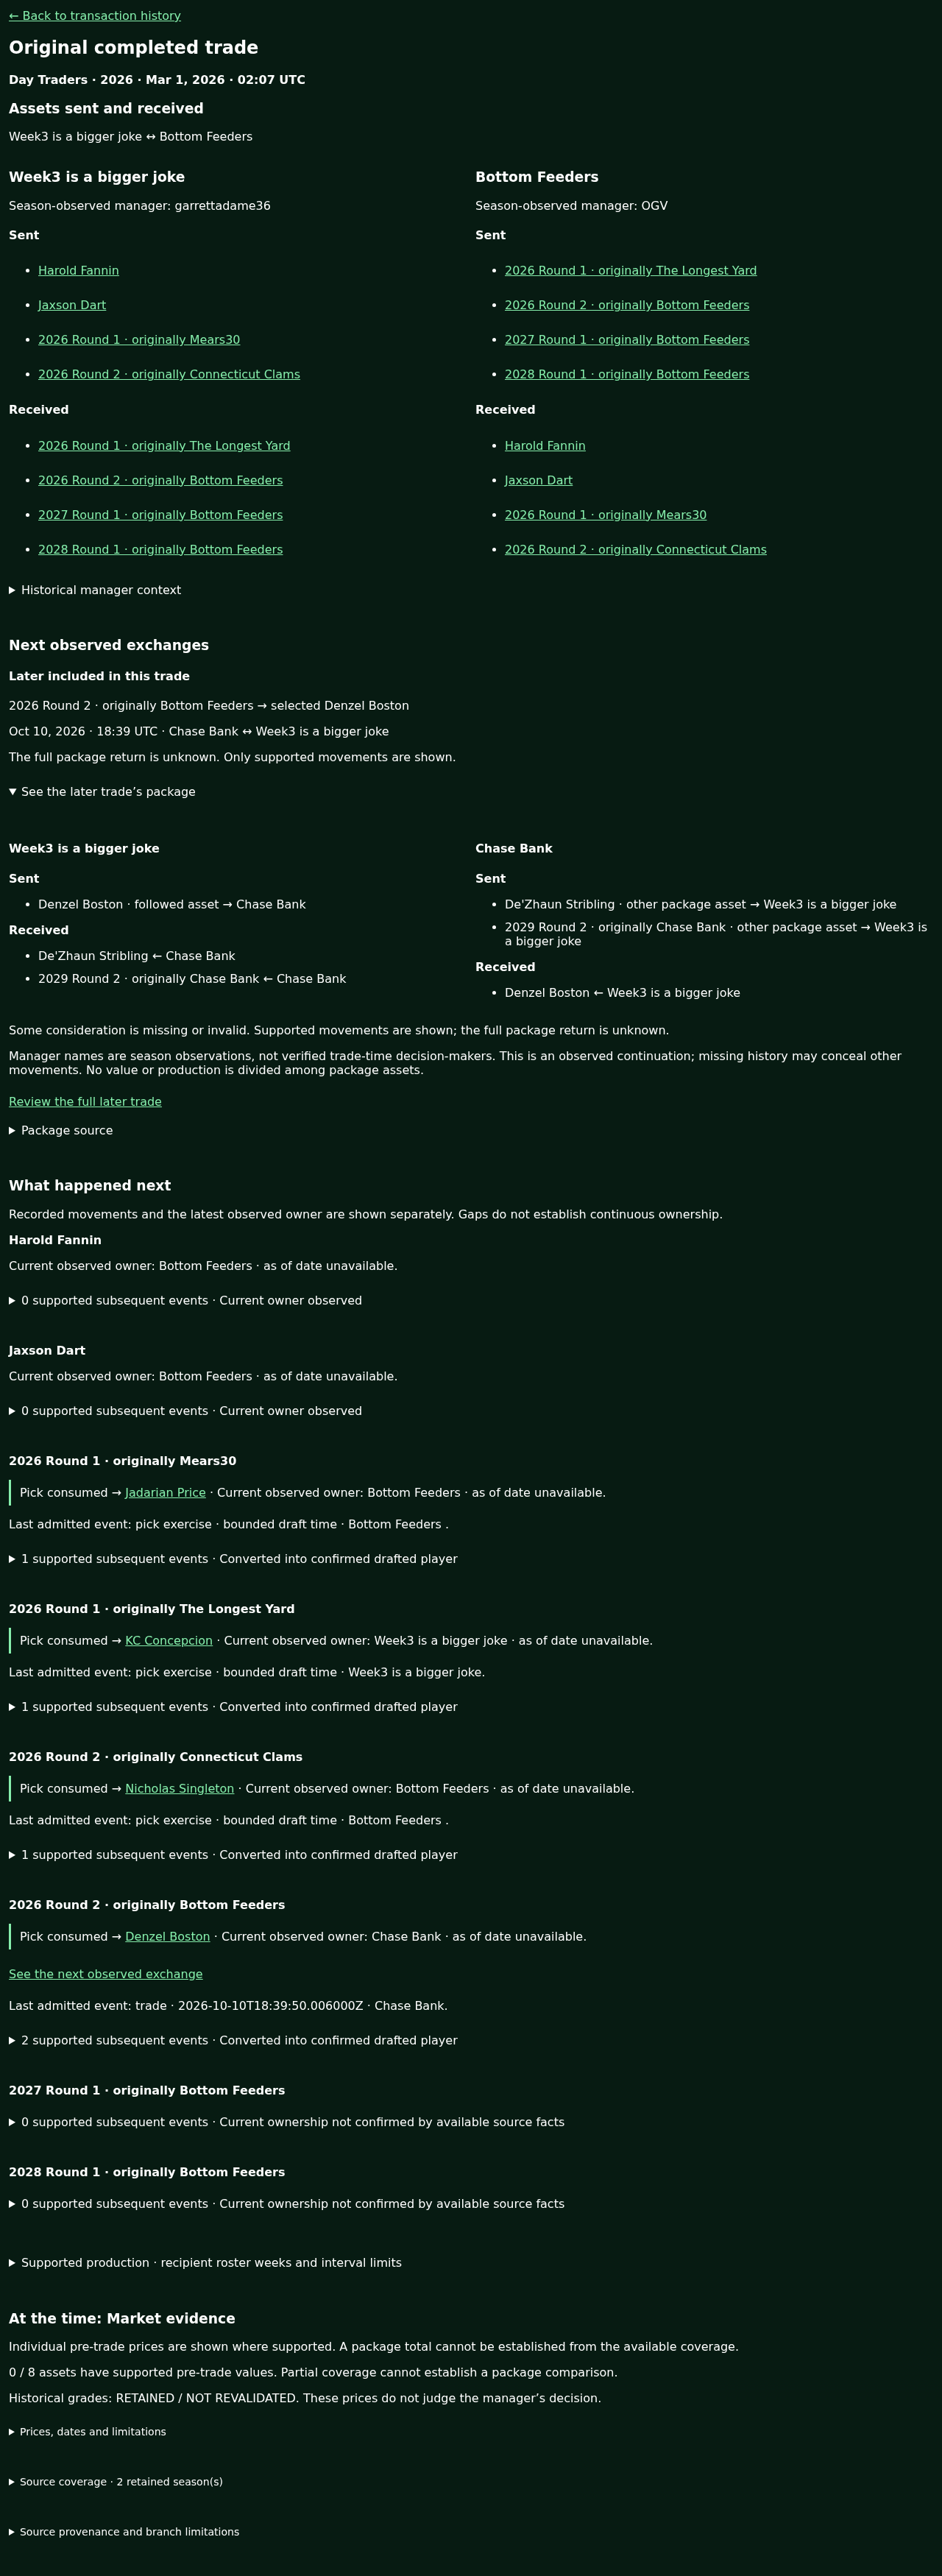 ← Back to transaction history
Original completed trade
Day Traders · 2026 · Mar 1, 2026 · 02:07 UTC
Assets sent and received
Week3 is a bigger joke ↔ Bottom Feeders
Week3 is a bigger joke
Season-observed manager: garrettadame36
Sent
• Harold Fannin
• Jaxson Dart
• 2026 Round 1 · originally Mears30
• 2026 Round 2 · originally Connecticut Clams
Received
• 2026 Round 1 · originally The Longest Yard
• 2026 Round 2 · originally Bottom Feeders
• 2027 Round 1 · originally Bottom Feeders
• 2028 Round 1 · originally Bottom Feeders
Bottom Feeders
Season-observed manager: OGV
Sent
• 2026 Round 1 · originally The Longest Yard
• 2026 Round 2 · originally Bottom Feeders
• 2027 Round 1 · originally Bottom Feeders
• 2028 Round 1 · originally Bottom Feeders
Received
• Harold Fannin
• Jaxson Dart
• 2026 Round 1 · originally Mears30
• 2026 Round 2 · originally Connecticut Clams
▶ Historical manager context
Next observed exchanges
Later included in this trade
2026 Round 2 · originally Bottom Feeders → selected Denzel Boston
Oct 10, 2026 · 18:39 UTC · Chase Bank ↔ Week3 is a bigger joke
The full package return is unknown. Only supported movements are shown.
▼ See the later trade’s package
Week3 is a bigger joke
Sent
• Denzel Boston · followed asset → Chase Bank
Received
• De'Zhaun Stribling ← Chase Bank
• 2029 Round 2 · originally Chase Bank ← Chase Bank
Chase Bank
Sent
• De'Zhaun Stribling · other package asset → Week3 is a bigger joke
• 2029 Round 2 · originally Chase Bank · other package asset → Week3 is
a bigger joke
Received
• Denzel Boston ← Week3 is a bigger joke
Some consideration is missing or invalid. Supported movements are shown; the full package return is unknown.
Manager names are season observations, not verified trade-time decision-makers. This is an observed continuation; missing history may conceal other
movements. No value or production is divided among package assets.
Review the full later trade
▶ Package source
What happened next
Recorded movements and the latest observed owner are shown separately. Gaps do not establish continuous ownership.
Harold Fannin
Current observed owner: Bottom Feeders · as of date unavailable.
▶ 0 supported subsequent events · Current owner observed
Jaxson Dart
Current observed owner: Bottom Feeders · as of date unavailable.
▶ 0 supported subsequent events · Current owner observed
2026 Round 1 · originally Mears30
Pick consumed → Jadarian Price · Current observed owner: Bottom Feeders · as of date unavailable.
Last admitted event: pick exercise · bounded draft time · Bottom Feeders .
▶ 1 supported subsequent events · Converted into confirmed drafted player
2026 Round 1 · originally The Longest Yard
Pick consumed → KC Concepcion · Current observed owner: Week3 is a bigger joke · as of date unavailable.
Last admitted event: pick exercise · bounded draft time · Week3 is a bigger joke.
▶ 1 supported subsequent events · Converted into confirmed drafted player
2026 Round 2 · originally Connecticut Clams
Pick consumed → Nicholas Singleton · Current observed owner: Bottom Feeders · as of date unavailable.
Last admitted event: pick exercise · bounded draft time · Bottom Feeders .
▶ 1 supported subsequent events · Converted into confirmed drafted player
2026 Round 2 · originally Bottom Feeders
Pick consumed → Denzel Boston · Current observed owner: Chase Bank · as of date unavailable.
See the next observed exchange
Last admitted event: trade · 2026-10-10T18:39:50.006000Z · Chase Bank.
▶ 2 supported subsequent events · Converted into confirmed drafted player
2027 Round 1 · originally Bottom Feeders
▶ 0 supported subsequent events · Current ownership not confirmed by available source facts
2028 Round 1 · originally Bottom Feeders
▶ 0 supported subsequent events · Current ownership not confirmed by available source facts
▶ Supported production · recipient roster weeks and interval limits
At the time: Market evidence
Individual pre-trade prices are shown where supported. A package total cannot be established from the available coverage.
0 / 8 assets have supported pre-trade values. Partial coverage cannot establish a package comparison.
Historical grades: RETAINED / NOT REVALIDATED. These prices do not judge the manager’s decision.
▶ Prices, dates and limitations
▶ Source coverage · 2 retained season(s)
▶ Source provenance and branch limitations